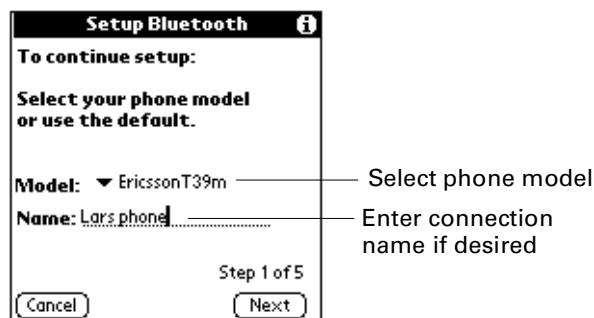 Setup Bluetooth i
To continue setup:
Select your phone model
or use the default.
Model: EricssonT39m
Select phone model
Name: Lars phone
Enter connection
name if desired
Step 1 of 5
Cancel
Next